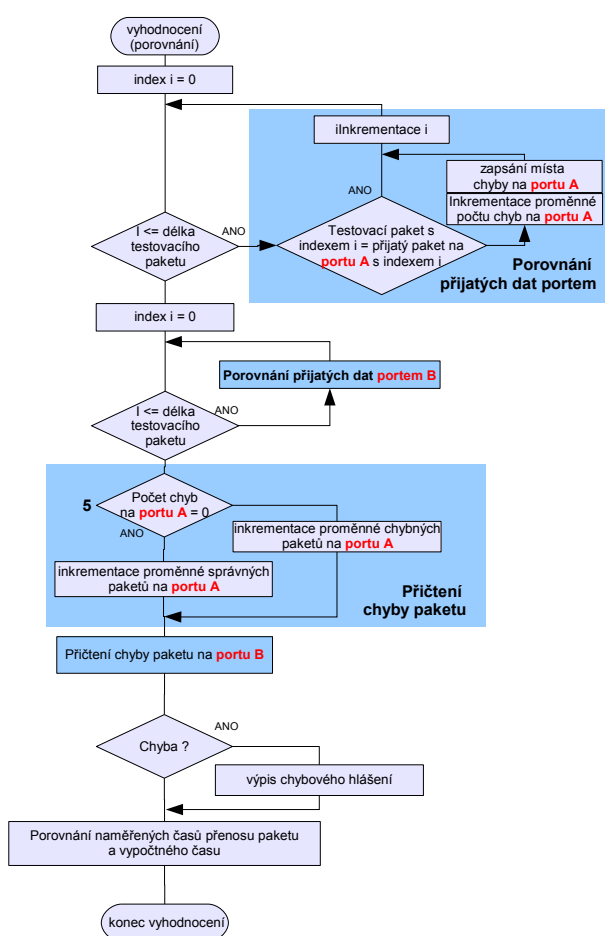 vyhodnocení
(porovnání)
index i = 0
iInkrementace i
zapsání místa
chyby na portu A
Inkrementace proměnné
počtu chb na portu A
ANO
I <= délka
testovacího
paketu
ANO
Testovací paket s
indexem i = přijatý paket na
portu A s indexem i
Porovnání
přijatých dat portem
index i = 0
Porovnání přijatých dat portem B
I <= délka
testovacího
paketu
ANO
5
Počet chyb
na portu A = 0
ANO
inkrementace proměnné chybných
paketů na portu A
inkrementace proměnné správných
paketů na portu A
Přičtení
chyby paketu
Přičtení chyby paketu na portu B
ANO
Chyba ?
výpis chybového hlášení
Porovnání naměřených časů přenosu paketu
a vypočtného času
konec vyhodnocení